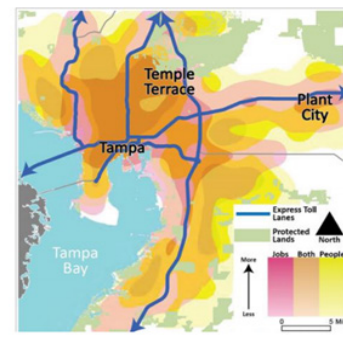 Temple
Terrace
Plant
City
Tampa
Tampa
Bay
Express Toll
Lanes
Protected
Lands
North
Jobs Both People
More
Less
0 5 Mi